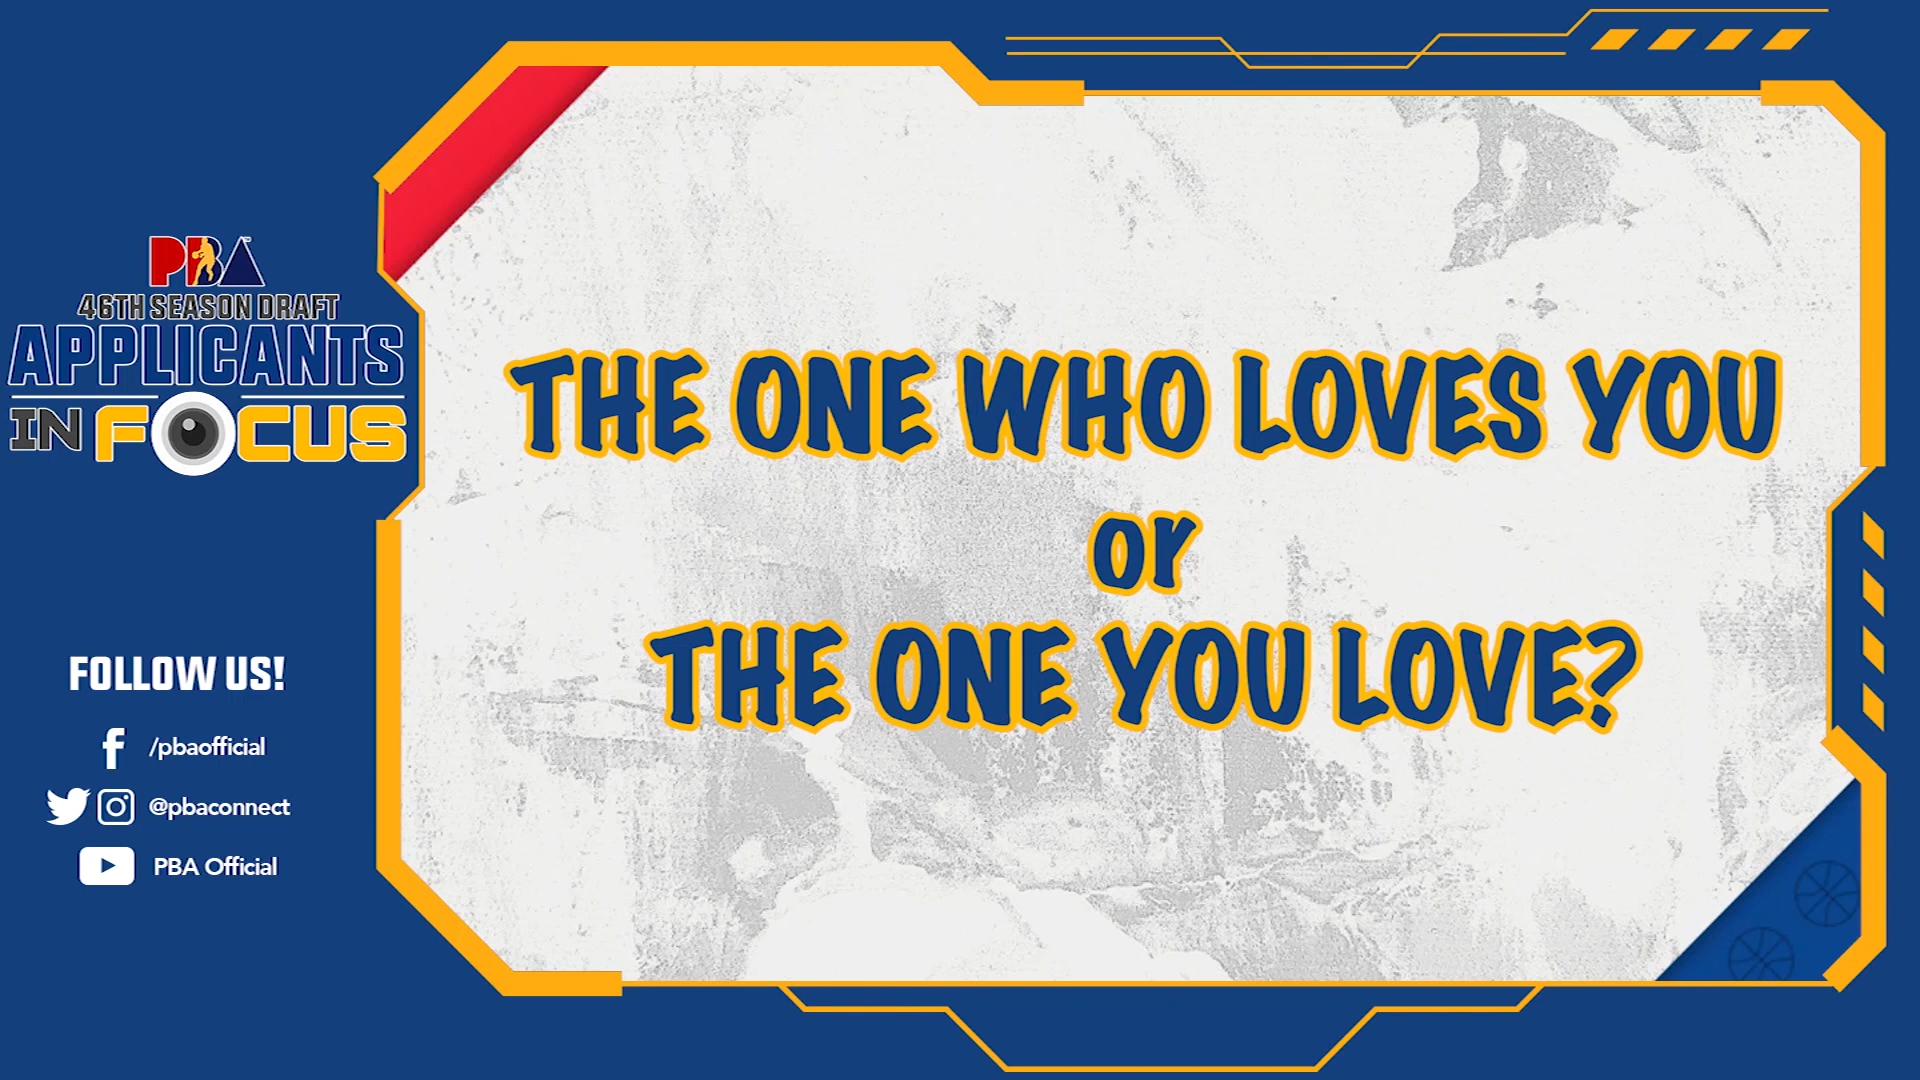 PBA
46TH SEASON DRAFT
APPLICANTS
IN FOCUS
THE ONE WHO LOVES YOU
or
THE ONE YOU LOVE?
FOLLOW US!
/pbaofficial
@pbaconnect
PBA Official